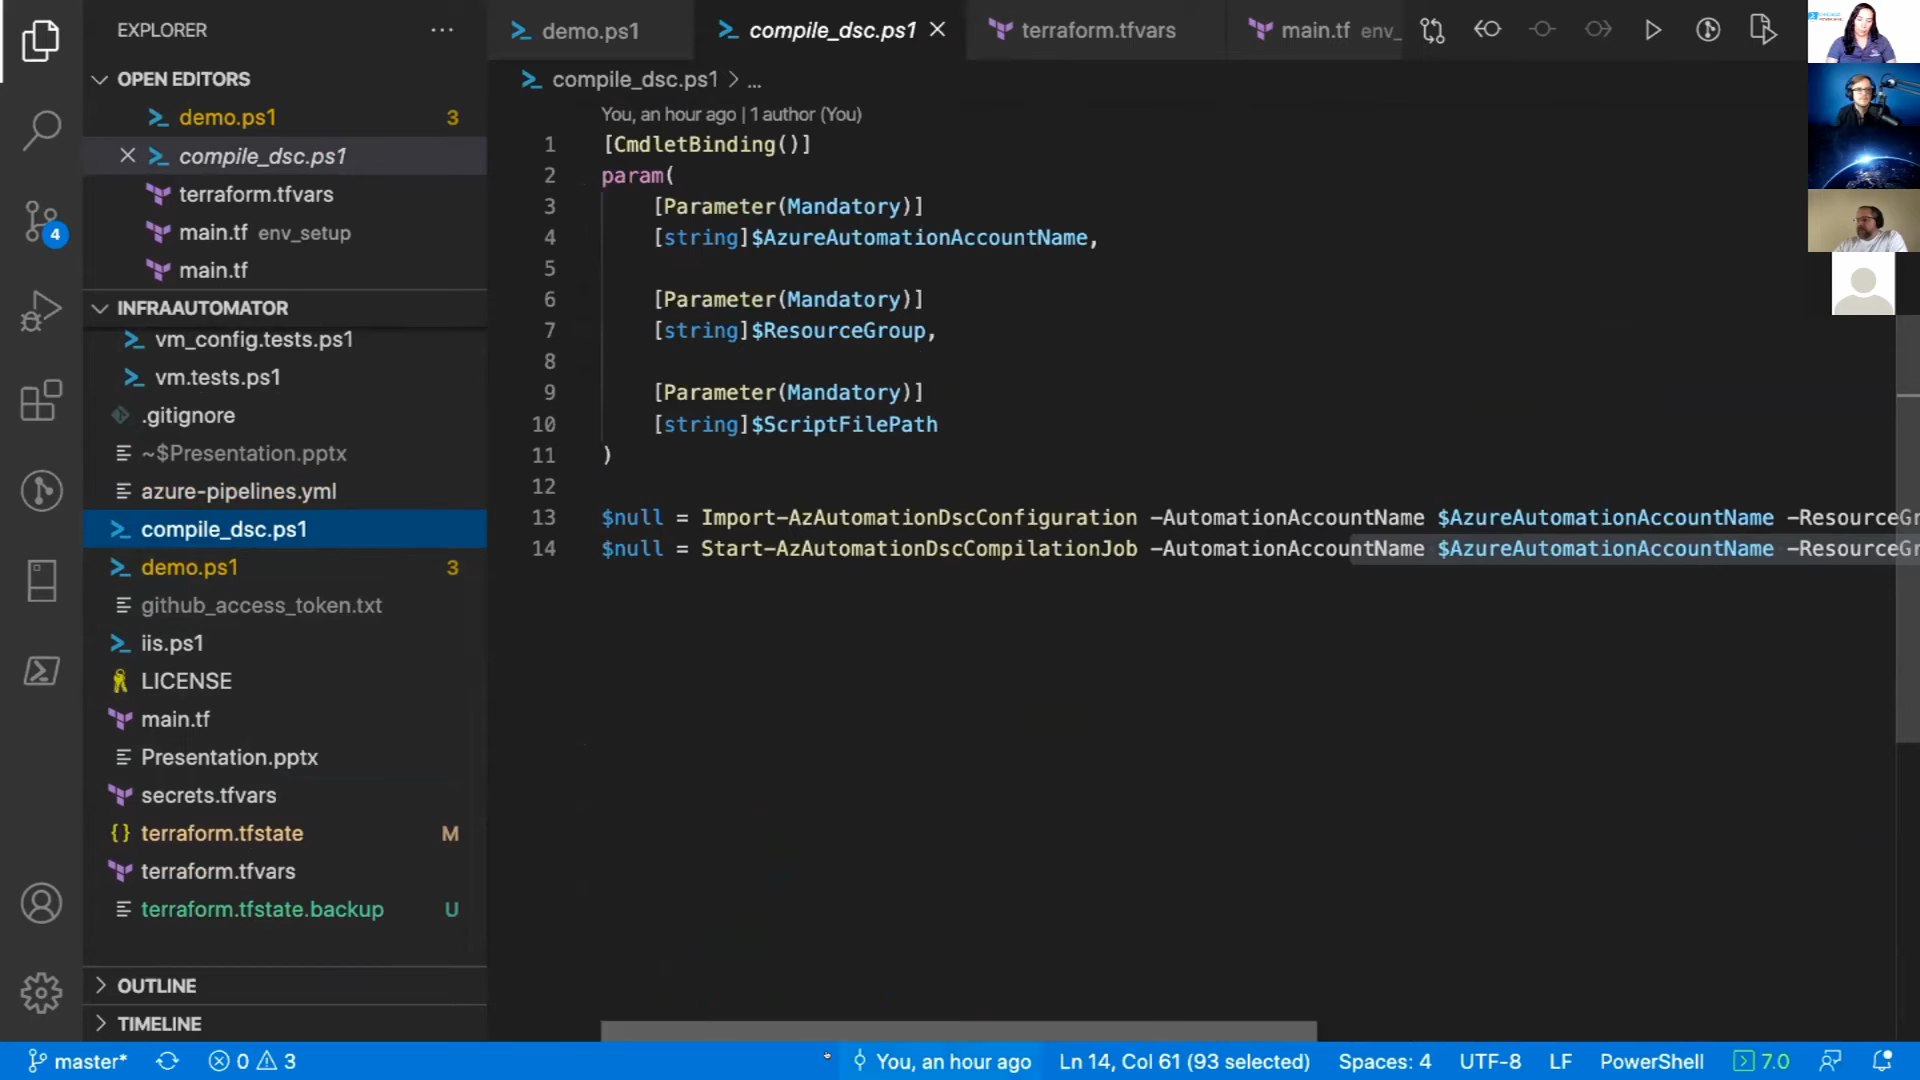 EXPLORER
OPEN EDITORS
demo.ps1 3
compile_dsc.ps1
terraform.tfvars
main.tf env_setup
main.tf
INFRAAUTOMATOR
vm_config.tests.ps1
vm.tests.ps1
.gitignore
~$Presentation.pptx
azure-pipelines.yml
compile_dsc.ps1
demo.ps1 3
github_access_token.txt
iis.ps1
LICENSE
main.tf
Presentation.pptx
secrets.tfvars
terraform.tfstate M
terraform.tfvars
terraform.tfstate.backup U
OUTLINE
TIMELINE
4
demo.ps1 compile_dsc.ps1 terraform.tfvars main.tf env_
compile_dsc.ps1 > ...
You, an hour ago | 1 author (You)
1 [CmdletBinding()]
2 param(
3 [Parameter(Mandatory)]
4 [string]$AzureAutomationAccountName,
5
6 [Parameter(Mandatory)]
7 [string]$ResourceGroup,
8
9 [Parameter(Mandatory)]
10 [string]$ScriptFilePath
11 )
12
13 $null = Import-AzAutomationDscConfiguration -AutomationAccountName $AzureAutomationAccountName -ResourceGr
14 $null = Start-AzAutomationDscCompilationJob -AutomationAccountName $AzureAutomationAccountName -ResourceGr
master* 0 3 You, an hour ago Ln 14, Col 61 (93 selected) Spaces: 4 UTF-8 LF PowerShell 7.0